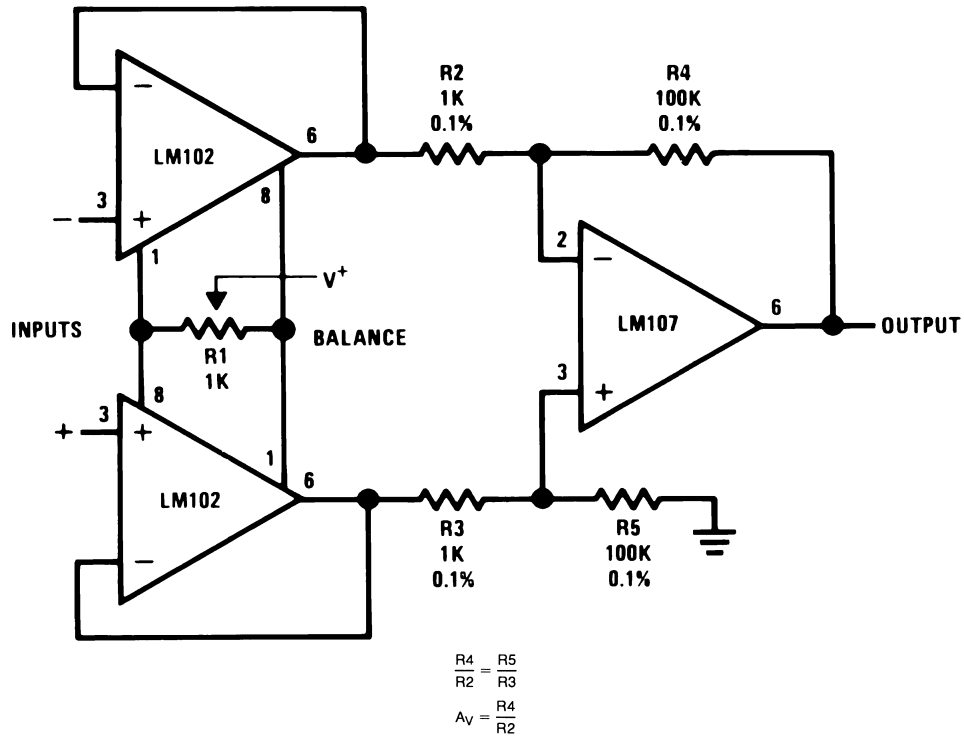 R2
1K
0.1%
R4
100K
0.1%
−
LM102
6
8
− 3 +
1
2
−
V+
6
INPUTS
BALANCE
LM107
OUTPUT
R1
1K
3
+
8
+ 3 +
1
LM102
6
−
R3
1K
0.1%
R5
100K
0.1%
R4/R2 = R5/R3
AV = R4/R2